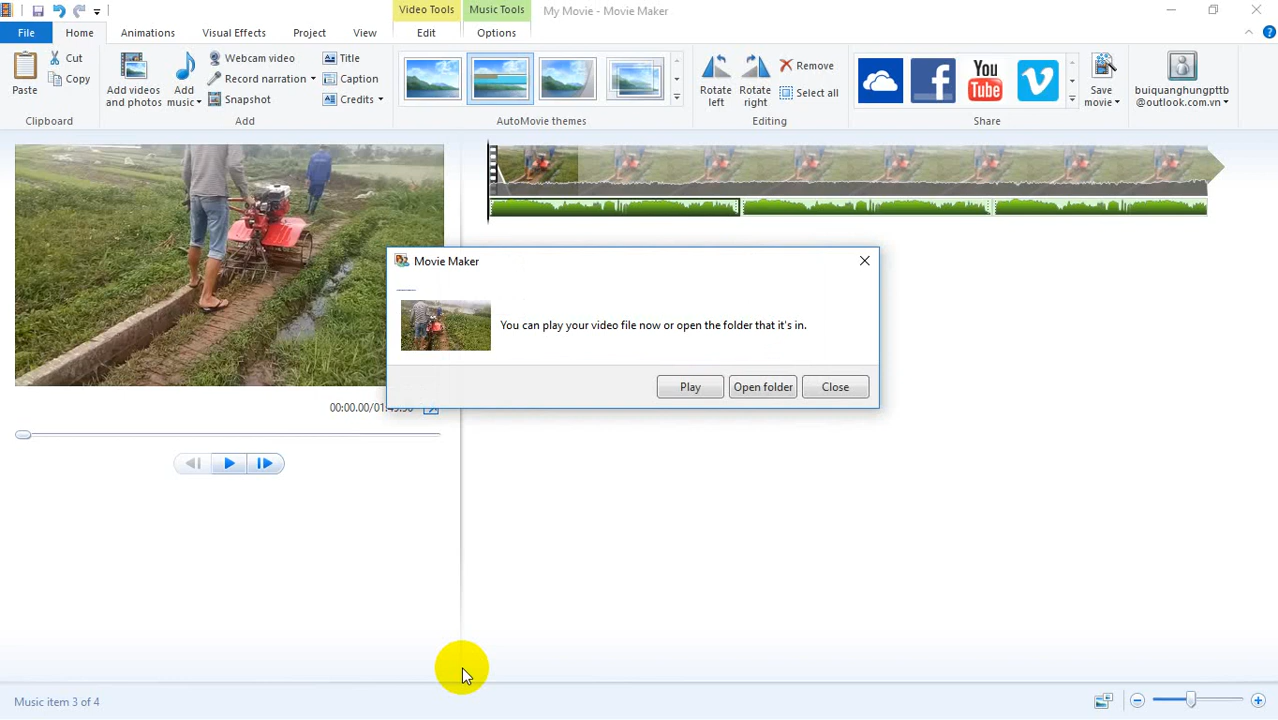 Video Tools
Music Tools
My Movie - Movie Maker
File
Home
Animations
Visual Effects
Project
View
Edit
Options
Paste
Cut
Copy
Clipboard
Add videos
and photos
Add
music
Webcam video
Record narration
Snapshot
Title
Caption
Credits
Add
AutoMovie themes
Rotate
left
Rotate
right
Remove
Select all
Editing
You
Tube
Share
Save
movie
buiquanghungpttb
@outlook.com.vn
Movie Maker
You can play your video file now or open the folder that it's in.
Play
Open folder
Close
Music item 3 of 4